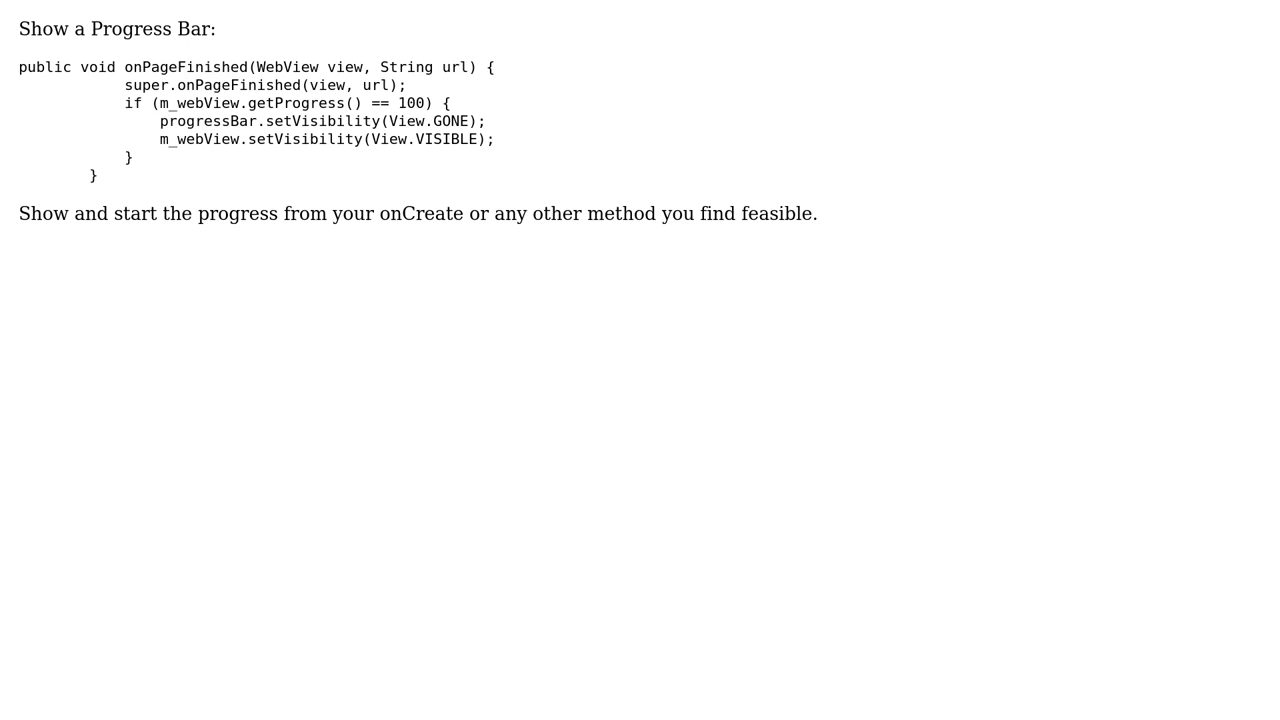 Show a Progress Bar:
public void onPageFinished(WebView view, String url) {
            super.onPageFinished(view, url);
            if (m_webView.getProgress() == 100) {
                progressBar.setVisibility(View.GONE);
                m_webView.setVisibility(View.VISIBLE);
            }
        }
Show and start the progress from your onCreate or any other method you find feasible.